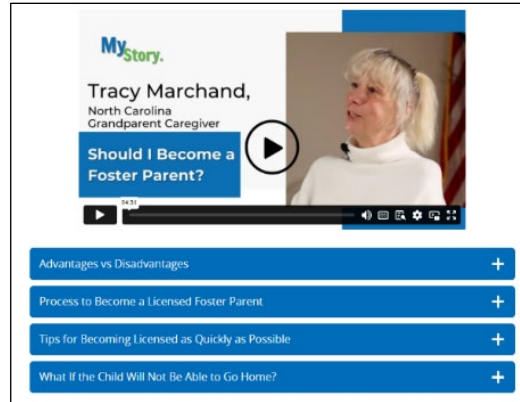 MyStory.
Tracy Marchand,
North Carolina
Grandparent Caregiver
Should I Become a
Foster Parent?
04:51
Advantages vs Disadvantages
Process to Become a Licensed Foster Parent
Tips for Becoming Licensed as Quickly as Possible
What If the Child Will Not Be Able to Go Home?